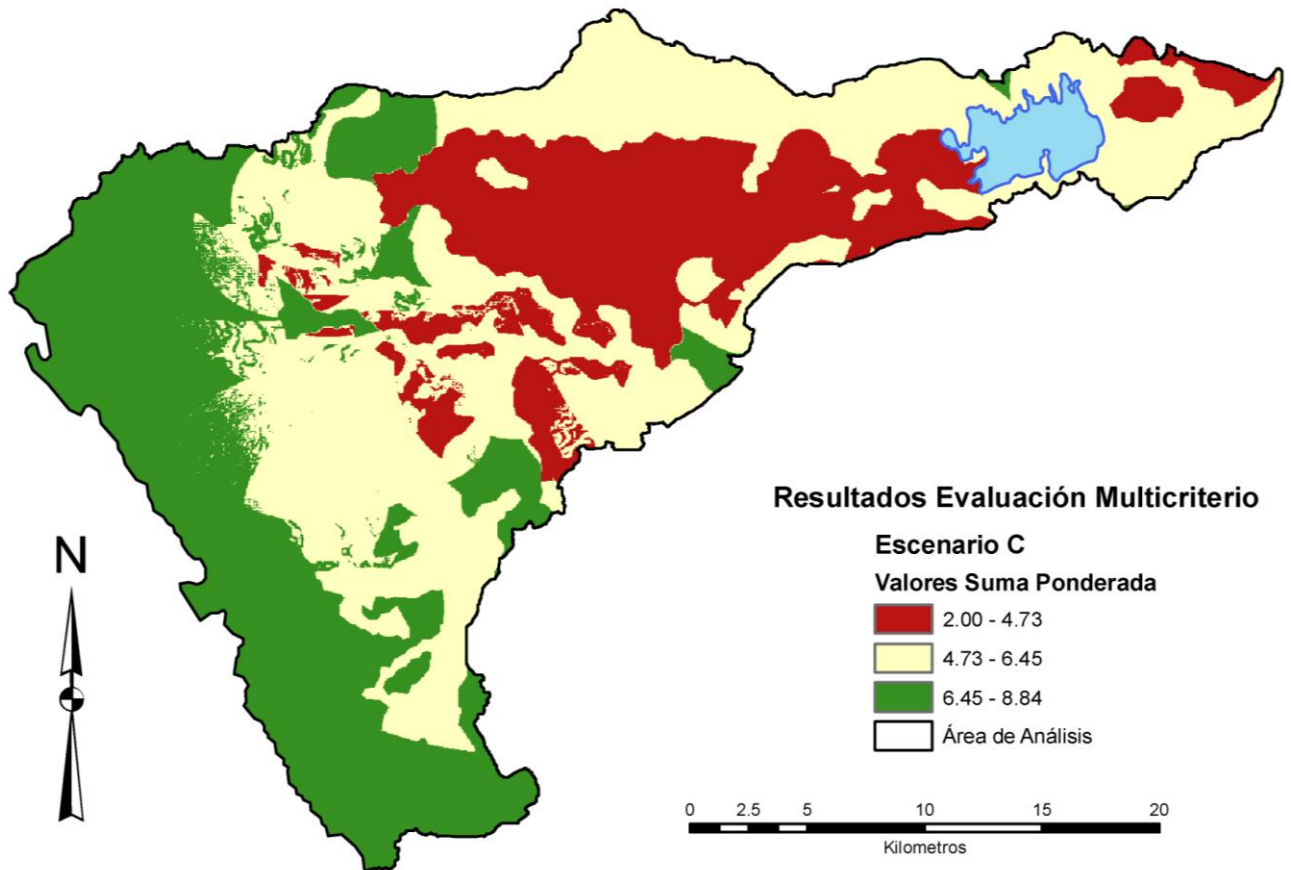 Resultados Evaluación Multicriterio
Escenario C
Valores Suma Ponderada
2.00 - 4.73
4.73 - 6.45
6.45 - 8.84
Área de Análisis
N
0 2.5 5 10 15 20
Kilometros